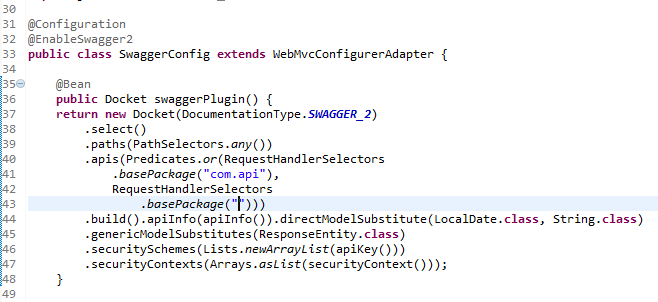 30
31 @Configuration
32 @EnableSwagger2
33 public class SwaggerConfig extends WebMvcConfigurerAdapter {
34
35 @Bean
36 public Docket swaggerPlugin() {
37 return new Docket(DocumentationType.SWAGGER_2)
38 .select()
39 .paths(PathSelectors.any())
40 .apis(Predicates.or(RequestHandlerSelectors
41 .basePackage("com.api"),
42 RequestHandlerSelectors
43 .basePackage("")))
44 .build().apiInfo(apiInfo()).directModelSubstitute(LocalDate.class, String.class)
45 .genericModelSubstitutes(ResponseEntity.class)
46 .securitySchemes(Lists.newArrayList(apiKey()))
47 .securityContexts(Arrays.asList(securityContext()));
48 }
49